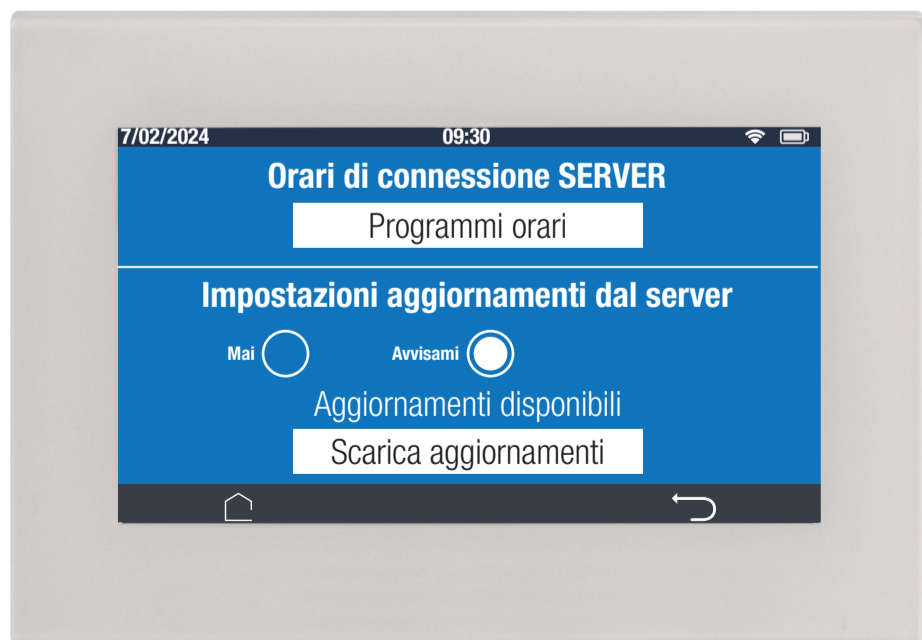 7/02/2024 09:30
Orari di connessione SERVER
Programmi orari
Impostazioni aggiornamenti dal server
Mai Avvisami
Aggiornamenti disponibili
Scarica aggiornamenti